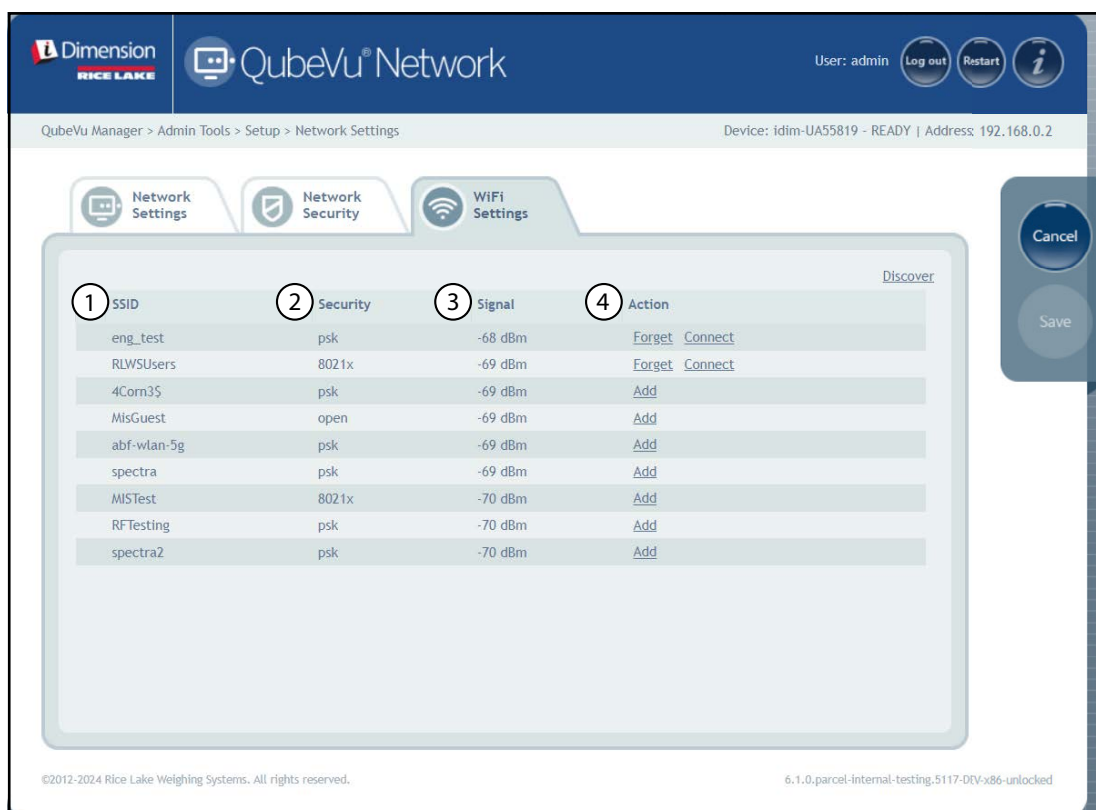 iDimension
RICE LAKE
QubeVu® Network
User: admin
Log out
Restart
i
QubeVu Manager > Admin Tools > Setup > Network Settings
Device: idim-UA55819 - READY | Address: 192.168.0.2
Network Settings
Network Security
WiFi Settings
Cancel
Save
Discover
1 SSID 2 Security 3 Signal 4 Action
eng_test psk -68 dBm Forget Connect
RLWSUsers 8021x -69 dBm Forget Connect
4Corn3$ psk -69 dBm Add
MisGuest open -69 dBm Add
abf-wlan-5g psk -69 dBm Add
spectra psk -69 dBm Add
MISTest 8021x -70 dBm Add
RFTesting psk -70 dBm Add
spectra2 psk -70 dBm Add
©2012-2024 Rice Lake Weighing Systems. All rights reserved.
6.1.0.parcel-internal-testing.5117-DEV-x86-unlocked